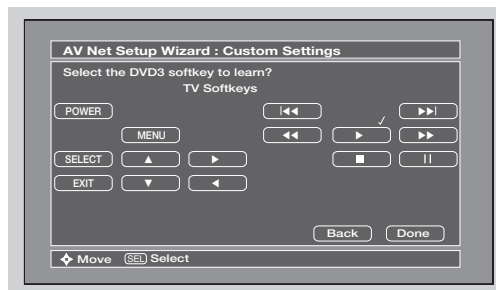 AV Net Setup Wizard : Custom Settings
Select the DVD3 softkey to learn?
TV Softkeys
POWER
MENU
SELECT
EXIT
Back Done
Move SEL Select